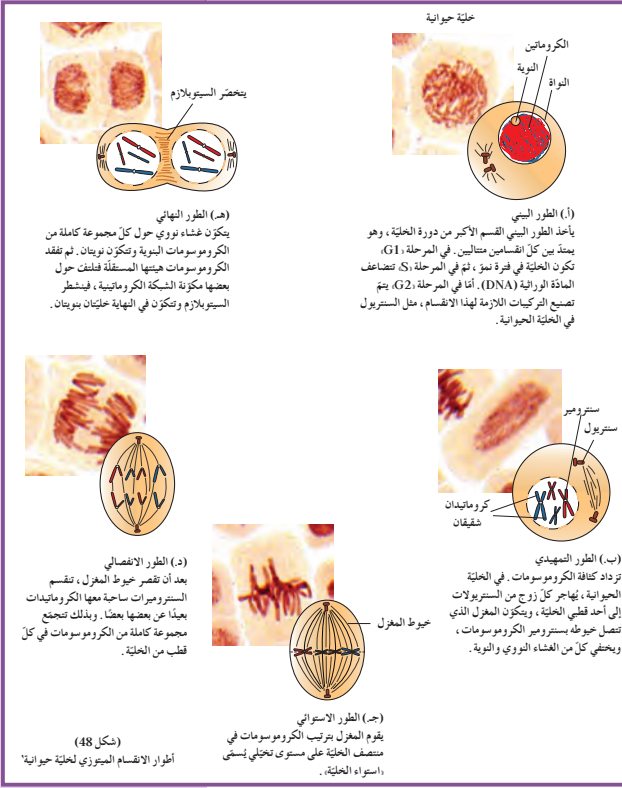 خليّة حيوانية
الكروماتين
النوية
النواة
(أ.) الطور البيني
يأخذ الطور البيني القسم الأكبر من دورة الخليّة ، وهو
يمتدّ بين كلّ انقسامين متتاليين . في المرحلة «G1»
تكون الخليّة في فترة نموّ ، ثمّ في المرحلة «S» تتضاعف
المادّة الوراثية (DNA) . أمّا في المرحلة «G2» يتمّ
تصنيع التركيبات اللازمة لهذا الانقسام ، مثل السنتريول
في الخليّة الحيوانية .
سنترومير
سنتريول
كروماتيدان
شقيقان
(ب.) الطور التمهيدي
تزداد كثافة الكروموسومات . في الخليّة
الحيوانية ، يُهاجر كلّ زوج من السنتريولات
إلى أحد قطبي الخليّة ، ويتكوّن المغزل الذي
تتصل خيوطه بسنترومير الكروموسومات ،
ويختفي كلّ من الغشاء النووي والنوية .
خيوط المغزل
(جـ.) الطور الاستوائي
يقوم المغزل بترتيب الكروموسومات في
منتصف الخليّة على مستوى تخيّلي يُسمّى
«استواء الخليّة» .
(د.) الطور الانفصالي
بعد أن تقصر خيوط المغزل ، تنقسم
السنتروميرات ساحبة معها الكروماتيدات
بعيدًا عن بعضها بعضًا . وبذلك تتجمّع
مجموعة كاملة من الكروموسومات في كلّ
قطب من الخليّة .
يتخصّر السيتوبلازم
(هـ.) الطور النهائي
يتكوّن غشاء نووي حول كلّ مجموعة كاملة من
الكروموسومات البنوية وتتكوّن نويتان . ثم تفقد
الكروموسومات هيئتها المستقلّة فتلتفّ حول
بعضها مكوّنة الشبكة الكروماتينية ، فينشطر
السيتوبلازم وتتكوّن في النهاية خليّتان بنويتان .
(شكل 48)
أطوار الانقسام الميتوزي لخليّة حيوانية